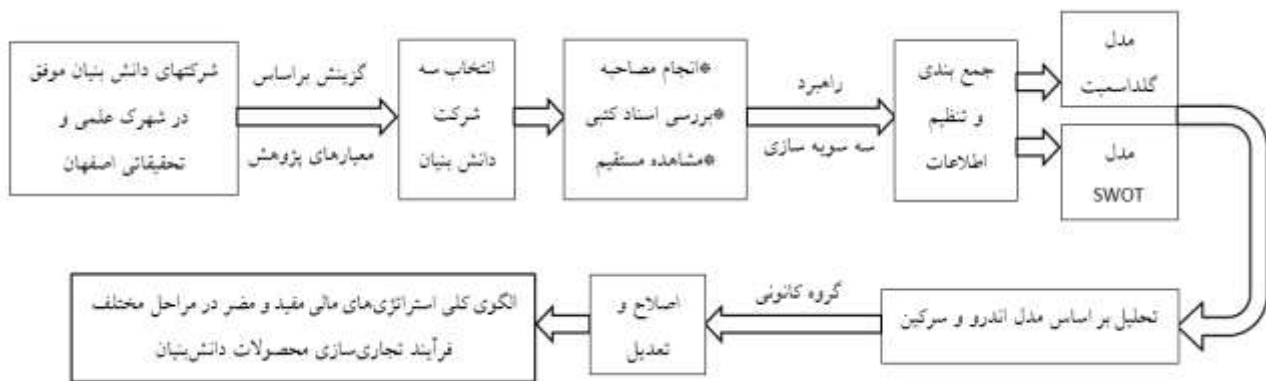 شرکتهای دانش بنیان موفق
در شهرک علمی و
تحقیقاتی اصفهان
گزینش براساس
معیارهای پژوهش
انتخاب سه
شرکت
دانش بنیان
*انجام مصاحبه
*بررسی اسناد کتبی
*مشاهده مستقیم
راهبرد
سه سویه سازی
جمع بندی
و تنظیم
اطلاعات
مدل
گلداسمیت
مدل
SWOT
تحلیل بر اساس مدل اندرو و سرکین
گروه کانونی
اصلاح و
تعدیل
الگوی کلی استراتژی‌های مالی مفید و مضر در مراحل مختلف
فرآیند تجاری‌سازی محصولات دانش‌بنیان